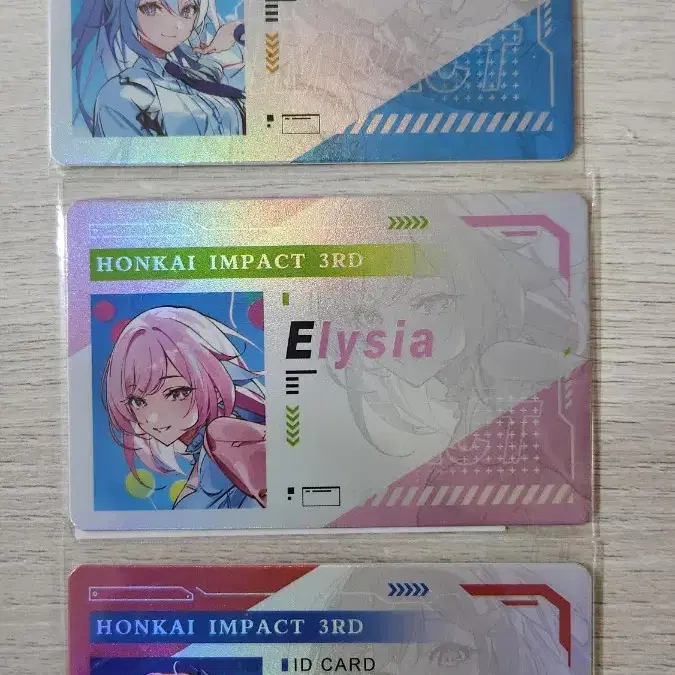 HONKAI IMPACT 3RD
Elysia
HONKAI IMPACT 3RD
ID CARD